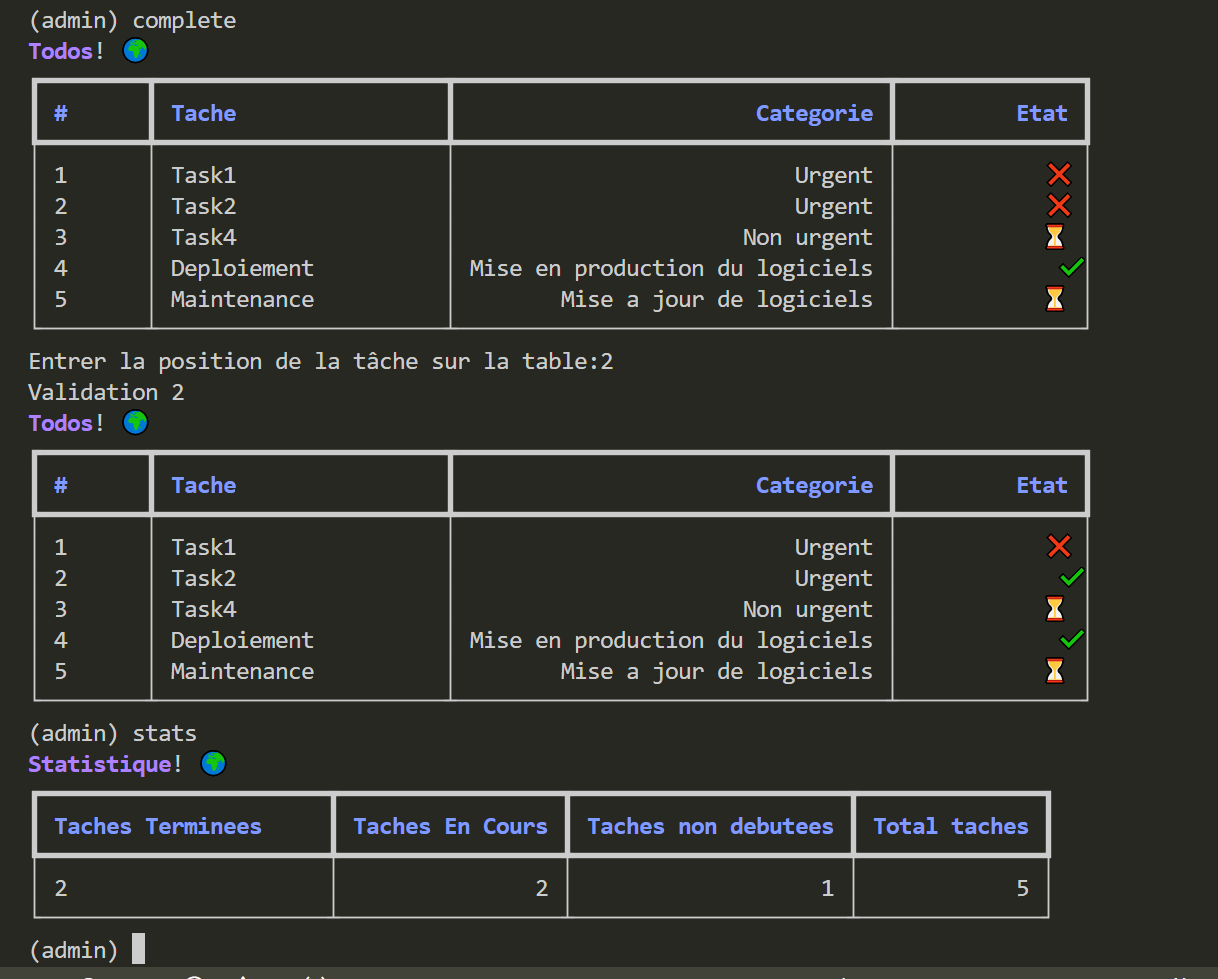 (admin) complete
Todos! 🌍
# Tache Categorie Etat
1 Task1 Urgent ❌
2 Task2 Urgent ❌
3 Task4 Non urgent ⏳
4 Deploiement Mise en production du logiciels ✅
5 Maintenance Mise a jour de logiciels ⏳
Entrer la position de la tâche sur la table:2
Validation 2
Todos! 🌍
# Tache Categorie Etat
1 Task1 Urgent ❌
2 Task2 Urgent ✅
3 Task4 Non urgent ⏳
4 Deploiement Mise en production du logiciels ✅
5 Maintenance Mise a jour de logiciels ⏳
(admin) stats
Statistique! 🌍
Taches Terminees Taches En Cours Taches non debutees Total taches
2 2 1 5
(admin)